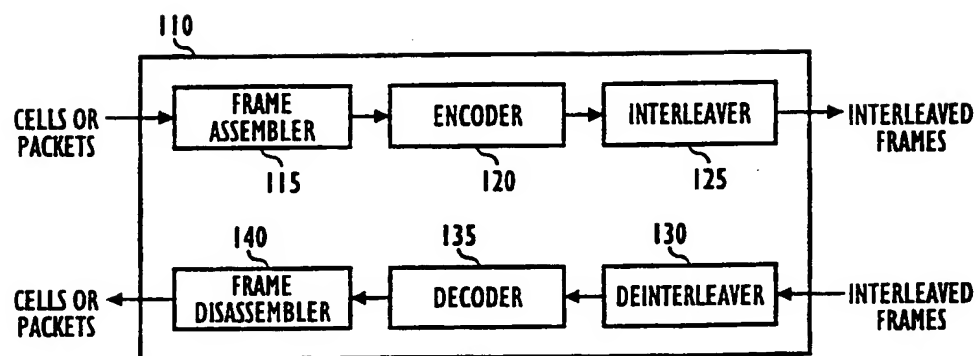 110
CELLS OR
PACKETS
FRAME
ASSEMBLER
115
ENCODER
120
INTERLEAVER
125
INTERLEAVED
FRAMES
CELLS OR
PACKETS
140
FRAME
DISASSEMBLER
135
DECODER
130
DEINTERLEAVER
INTERLEAVED
FRAMES